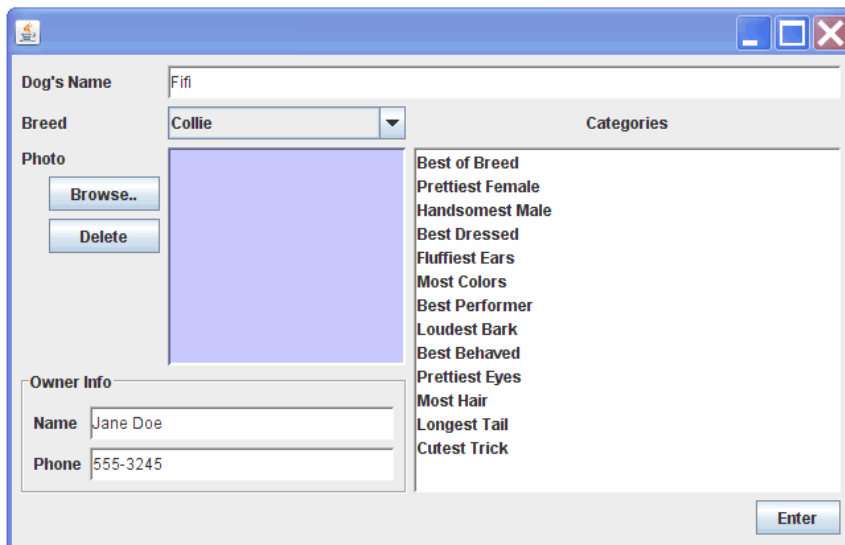 Dog's Name Fifi
Breed Collie
Categories
Photo
Browse..
Delete
Best of Breed
Prettiest Female
Handsomest Male
Best Dressed
Fluffiest Ears
Most Colors
Best Performer
Loudest Bark
Best Behaved
Prettiest Eyes
Most Hair
Longest Tail
Cutest Trick
Owner Info
Name Jane Doe
Phone 555-3245
Enter